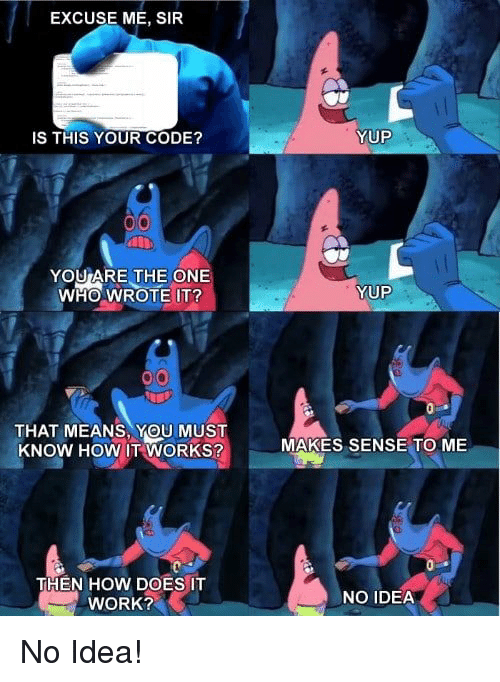 EXCUSE ME, SIR
IS THIS YOUR CODE?
YUP
YOU ARE THE ONE
WHO WROTE IT?
YUP
THAT MEANS, YOU MUST
KNOW HOW IT WORKS?
MAKES SENSE TO ME
THEN HOW DOES IT
WORK?
NO IDEA
No Idea!